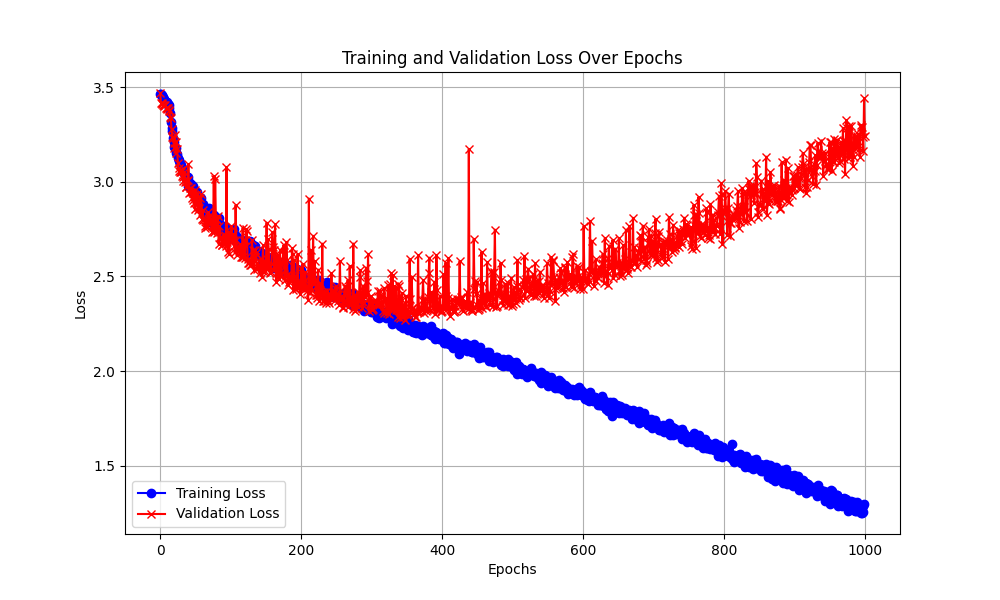 Training and Validation Loss Over Epochs
3.5
3.0
2.5
2.0
1.5
Loss
Training Loss
Validation Loss
0
200
400
600
800
1000
Epochs